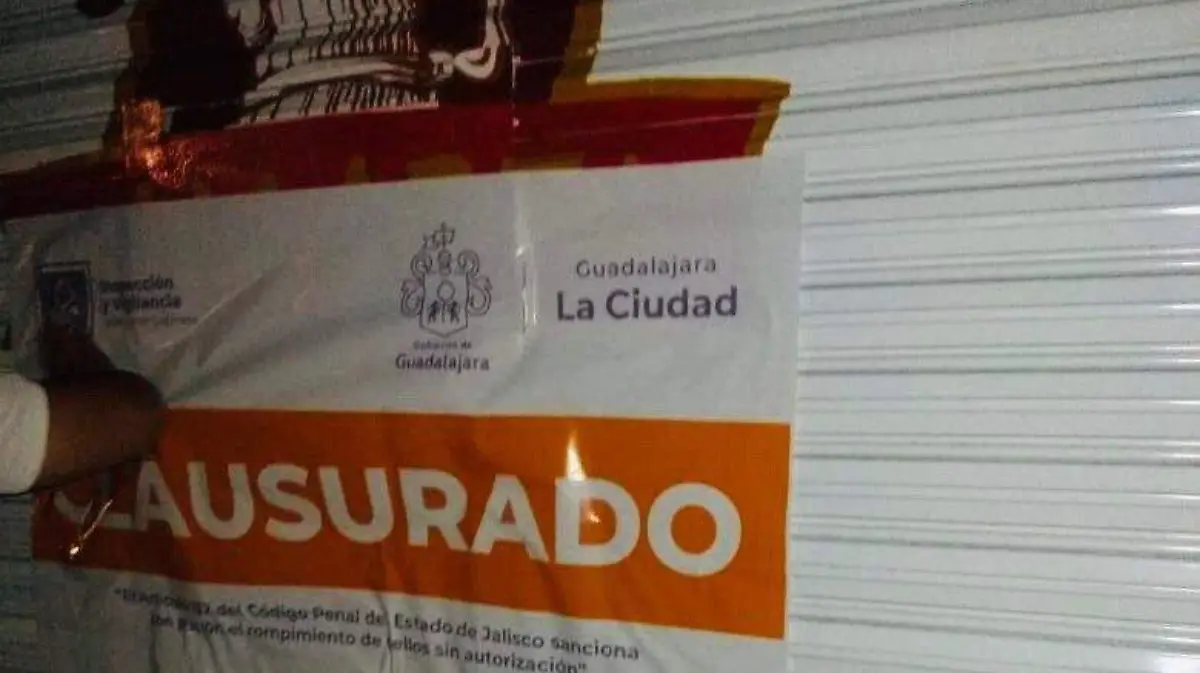 Inspección
y Vigilancia
Gobierno de
Guadalajara
Guadalajara
La Ciudad
CLAUSURADO
del Código Penal del Estado de Jalisco Sanciona
el rompimiento de sellos sin autorización"